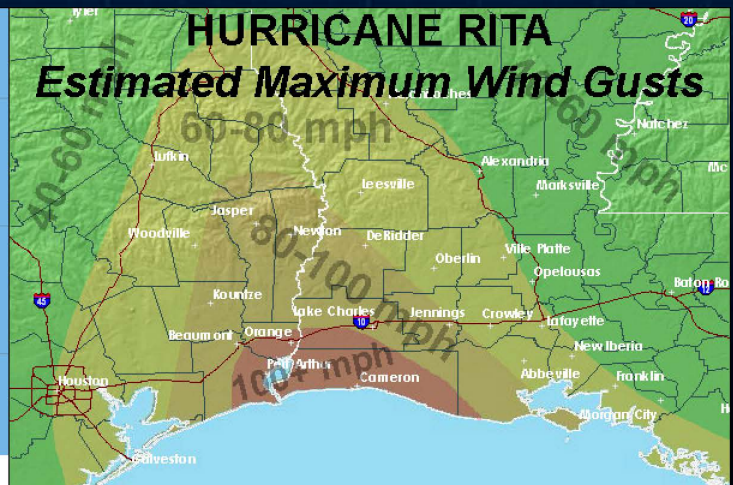 Tyler
20
HURRICANE RITA
Estimated Maximum Wind Gusts
40-60 mph
60-80 mph
40-60 mph
Natchez
Lufkin
Alexandria
Mc
Leesville
Marksville
Jasper
Woodville
Newton
DeRidder
80-100 mph
Ville Platte
Oberlin
Opelousas
Kountze
Baton Ro
12
45
Lake Charles
10
Jennings
Crowley
Lafayette
Beaumont
Orange
New Iberia
Port Arthur
100+ mph
Cameron
Abbeville
Franklin
Houston
H
Morgan City
Galveston